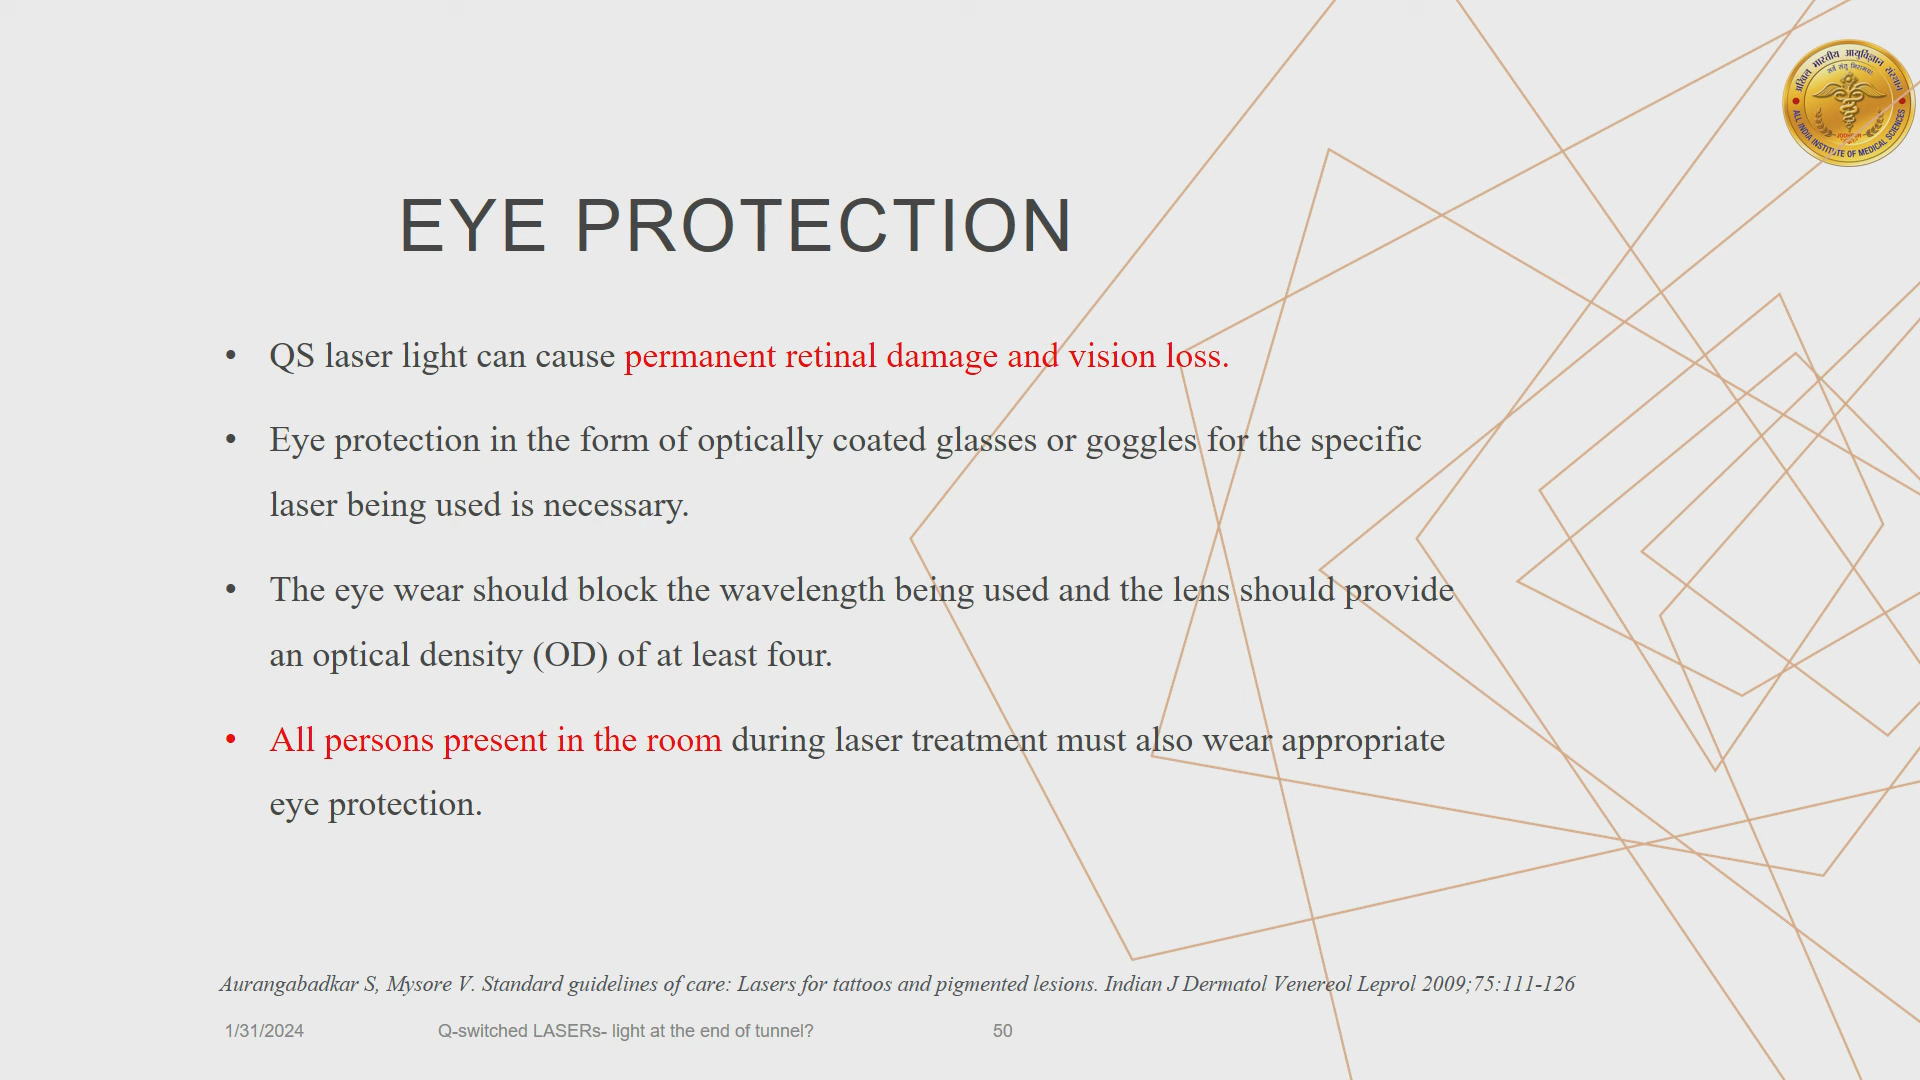 अखिल भारतीय आयुर्विज्ञान संस्थान
ALL INDIA INSTITUTE OF MEDICAL SCIENCES
JODHPUR
EYE PROTECTION
• QS laser light can cause permanent retinal damage and vision loss.
• Eye protection in the form of optically coated glasses or goggles for the specific
laser being used is necessary.
• The eye wear should block the wavelength being used and the lens should provide
an optical density (OD) of at least four.
• All persons present in the room during laser treatment must also wear appropriate
eye protection.
Aurangabadkar S, Mysore V. Standard guidelines of care: Lasers for tattoos and pigmented lesions. Indian J Dermatol Venereol Leprol 2009;75:111-126
1/31/2024 Q-switched LASERs- light at the end of tunnel? 50